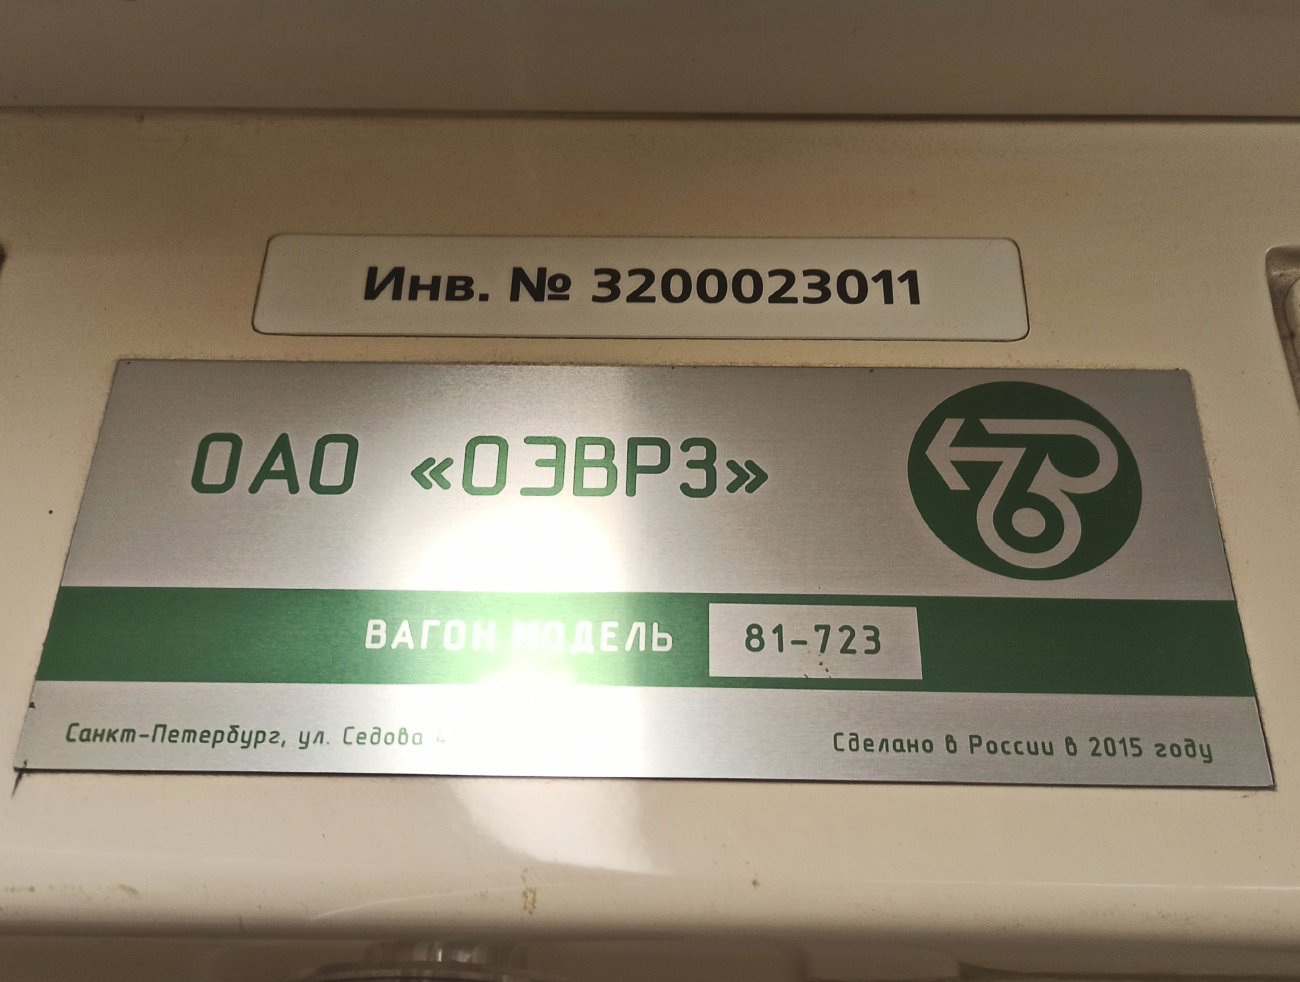 Инв. № 3200023011
ОАО «ОЭВРЗ»
ВАГОН МОДЕЛЬ 81-723
Санкт-Петербург, ул. Седова
Сделано в России в 2015 году